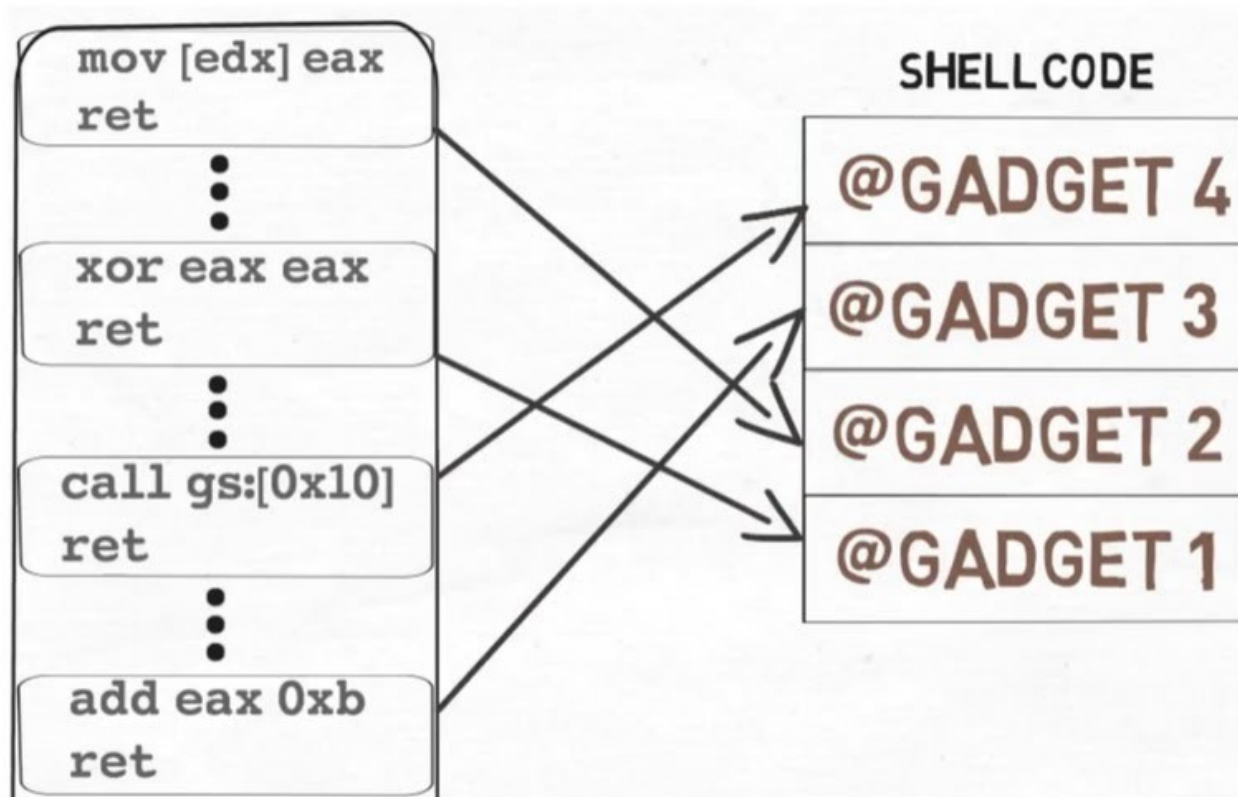 mov [edx] eax
ret
xor eax eax
ret
call gs:[0x10]
ret
add eax 0xb
ret
SHELLCODE
@GADGET 4
@GADGET 3
@GADGET 2
@GADGET 1